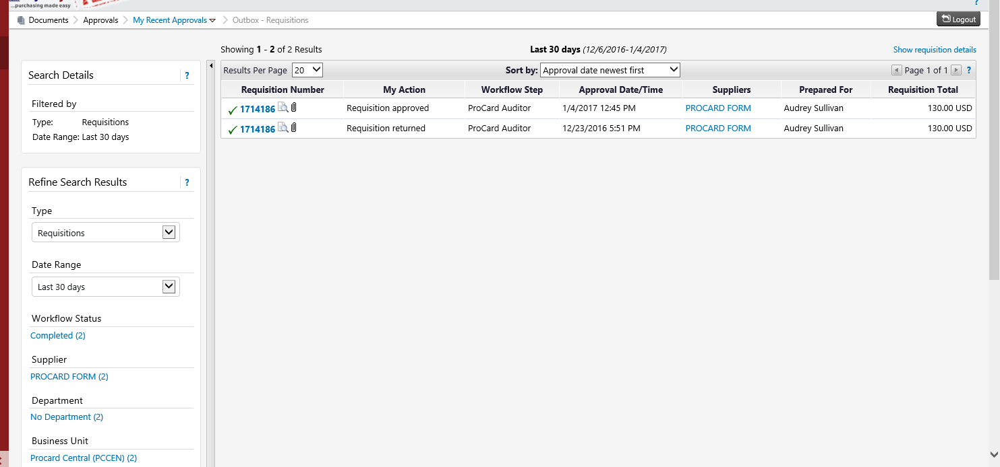 ...purchasing made easy
?
Documents Approvals My Recent Approvals Outbox - Requisitions
Logout
Showing 1 - 2 of 2 Results Last 30 days (12/6/2016-1/4/2017) Show requisition details
Results Per Page 20 Sort by: Approval date newest first Page 1 of 1 ?
Requisition Number My Action Workflow Step Approval Date/Time Suppliers Prepared For Requisition Total
1714186 Requisition approved ProCard Auditor 1/4/2017 12:45 PM PROCARD FORM Audrey Sullivan 130.00 USD
1714186 Requisition returned ProCard Auditor 12/23/2016 5:51 PM PROCARD FORM Audrey Sullivan 130.00 USD
Search Details ?
Filtered by
Type: Requisitions
Date Range: Last 30 days
Refine Search Results ?
Type
Requisitions
Date Range
Last 30 days
Workflow Status
Completed (2)
Supplier
PROCARD FORM (2)
Department
No Department (2)
Business Unit
Procard Central (PCCEN) (2)